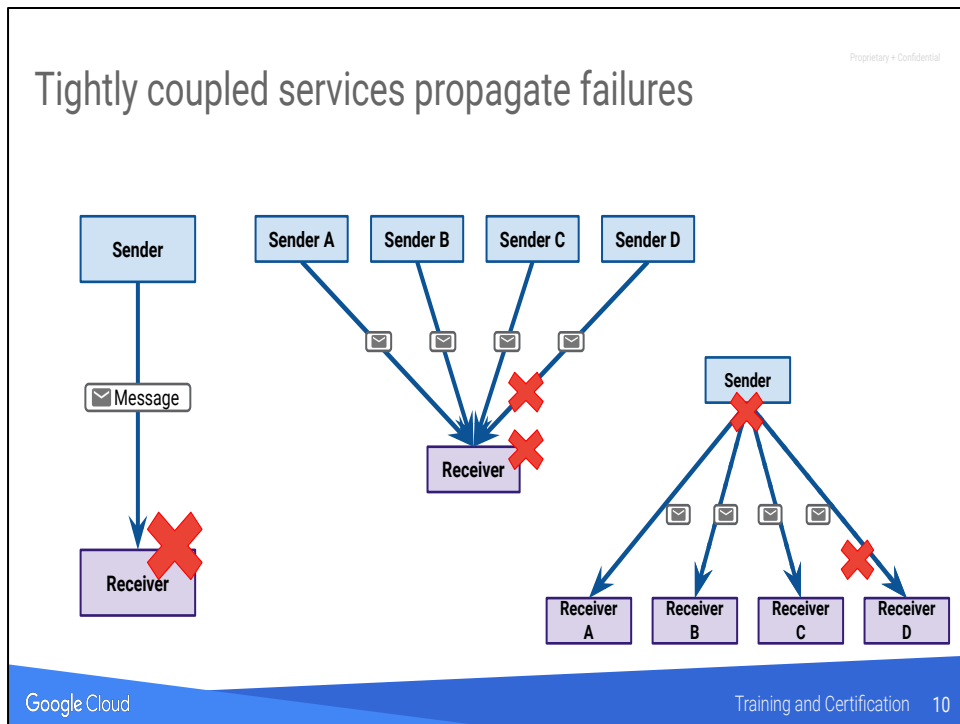 Proprietary + Confidential
Tightly coupled services propagate failures
Sender
Message
Receiver
Sender A
Sender B
Sender C
Sender D
Receiver
Sender
Receiver
A
Receiver
B
Receiver
C
Receiver
D
Google Cloud
Training and Certification 10